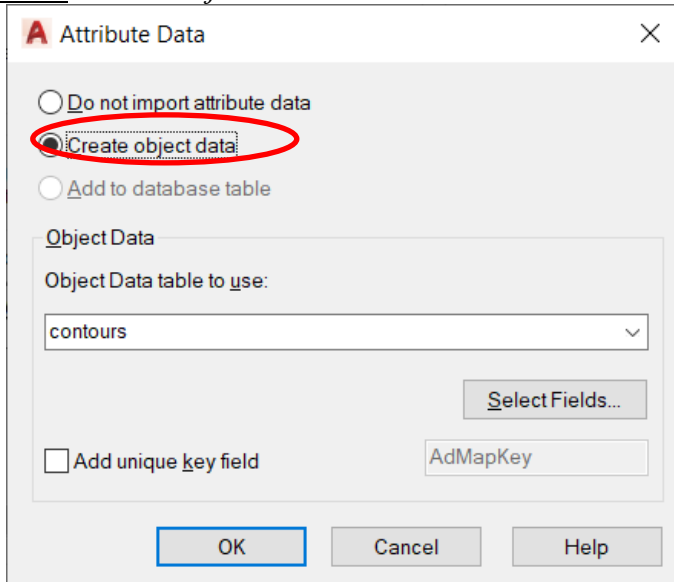 Attribute Data
Do not import attribute data
Create object data
Add to database table
Object Data
Object Data table to use:
contours
Select Fields...
Add unique key field
AdMapKey
OK
Cancel
Help